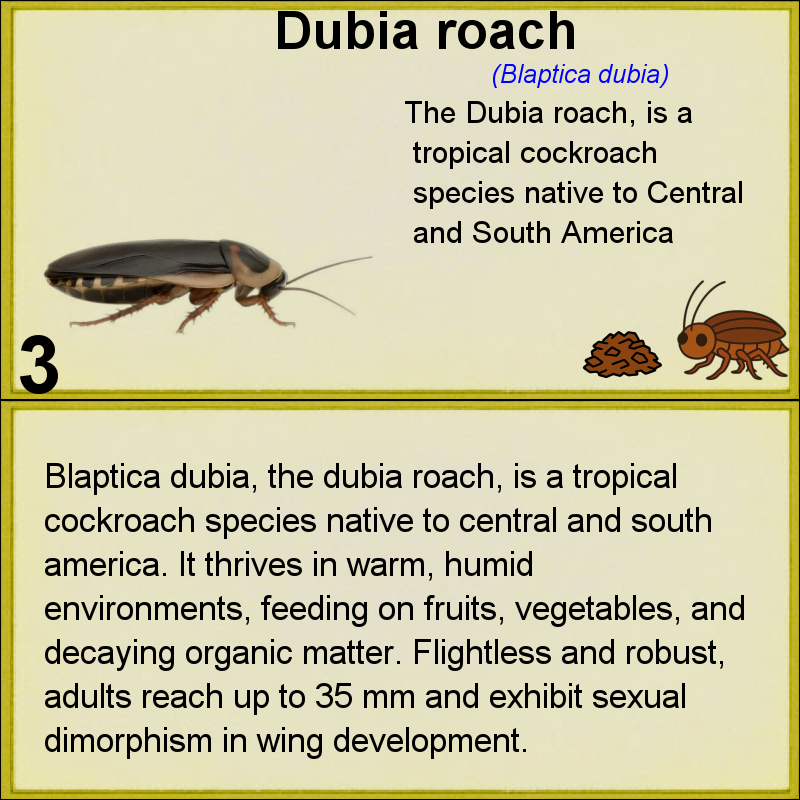 Dubia roach
(Blaptica dubia)
The Dubia roach, is a
tropical cockroach
species native to Central
and South America
3
Blaptica dubia, the dubia roach, is a tropical
cockroach species native to central and south
america. It thrives in warm, humid
environments, feeding on fruits, vegetables, and
decaying organic matter. Flightless and robust,
adults reach up to 35 mm and exhibit sexual
dimorphism in wing development.